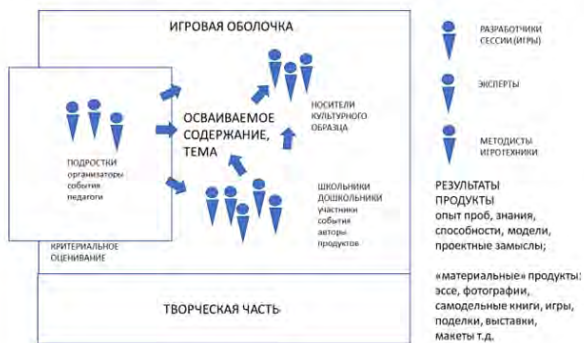 ИГРОВАЯ ОБОЛОЧКА
ПОДРОСТКИ
организаторы
события
педагоги
КРИТЕРИАЛЬНОЕ
ОЦЕНИВАНИЕ
ОСВАИВАЕМОЕ
СОДЕРЖАНИЕ,
ТЕМА
НОСИТЕЛИ
КУЛЬТУРНОГО
ОБРАЗЦА
ШКОЛЬНИКИ
ДОШКОЛЬНИКИ
участники
события
авторы
продуктов
ТВОРЧЕСКАЯ ЧАСТЬ
РАЗРАБОТЧИКИ
СЕССИИ(ИГРЫ)
ЭКСПЕРТЫ
МЕТОДИСТЫ
ИГРОТЕХНИКИ
РЕЗУЛЬТАТЫ
ПРОДУКТЫ
опыт проб, знания,
способности, модели,
проектные замыслы;
«материальные» продукты:
эссе, фотографии,
самодельные книги, игры,
поделки, выставки,
макеты т.д.